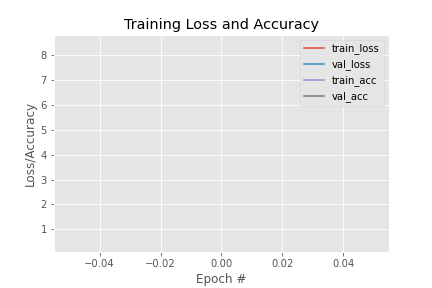 Training Loss and Accuracy
train_loss
val_loss
train_acc
val_acc
Loss/Accuracy
8
7
6
5
4
3
2
1
−0.04 −0.02 0.00 0.02 0.04
Epoch #